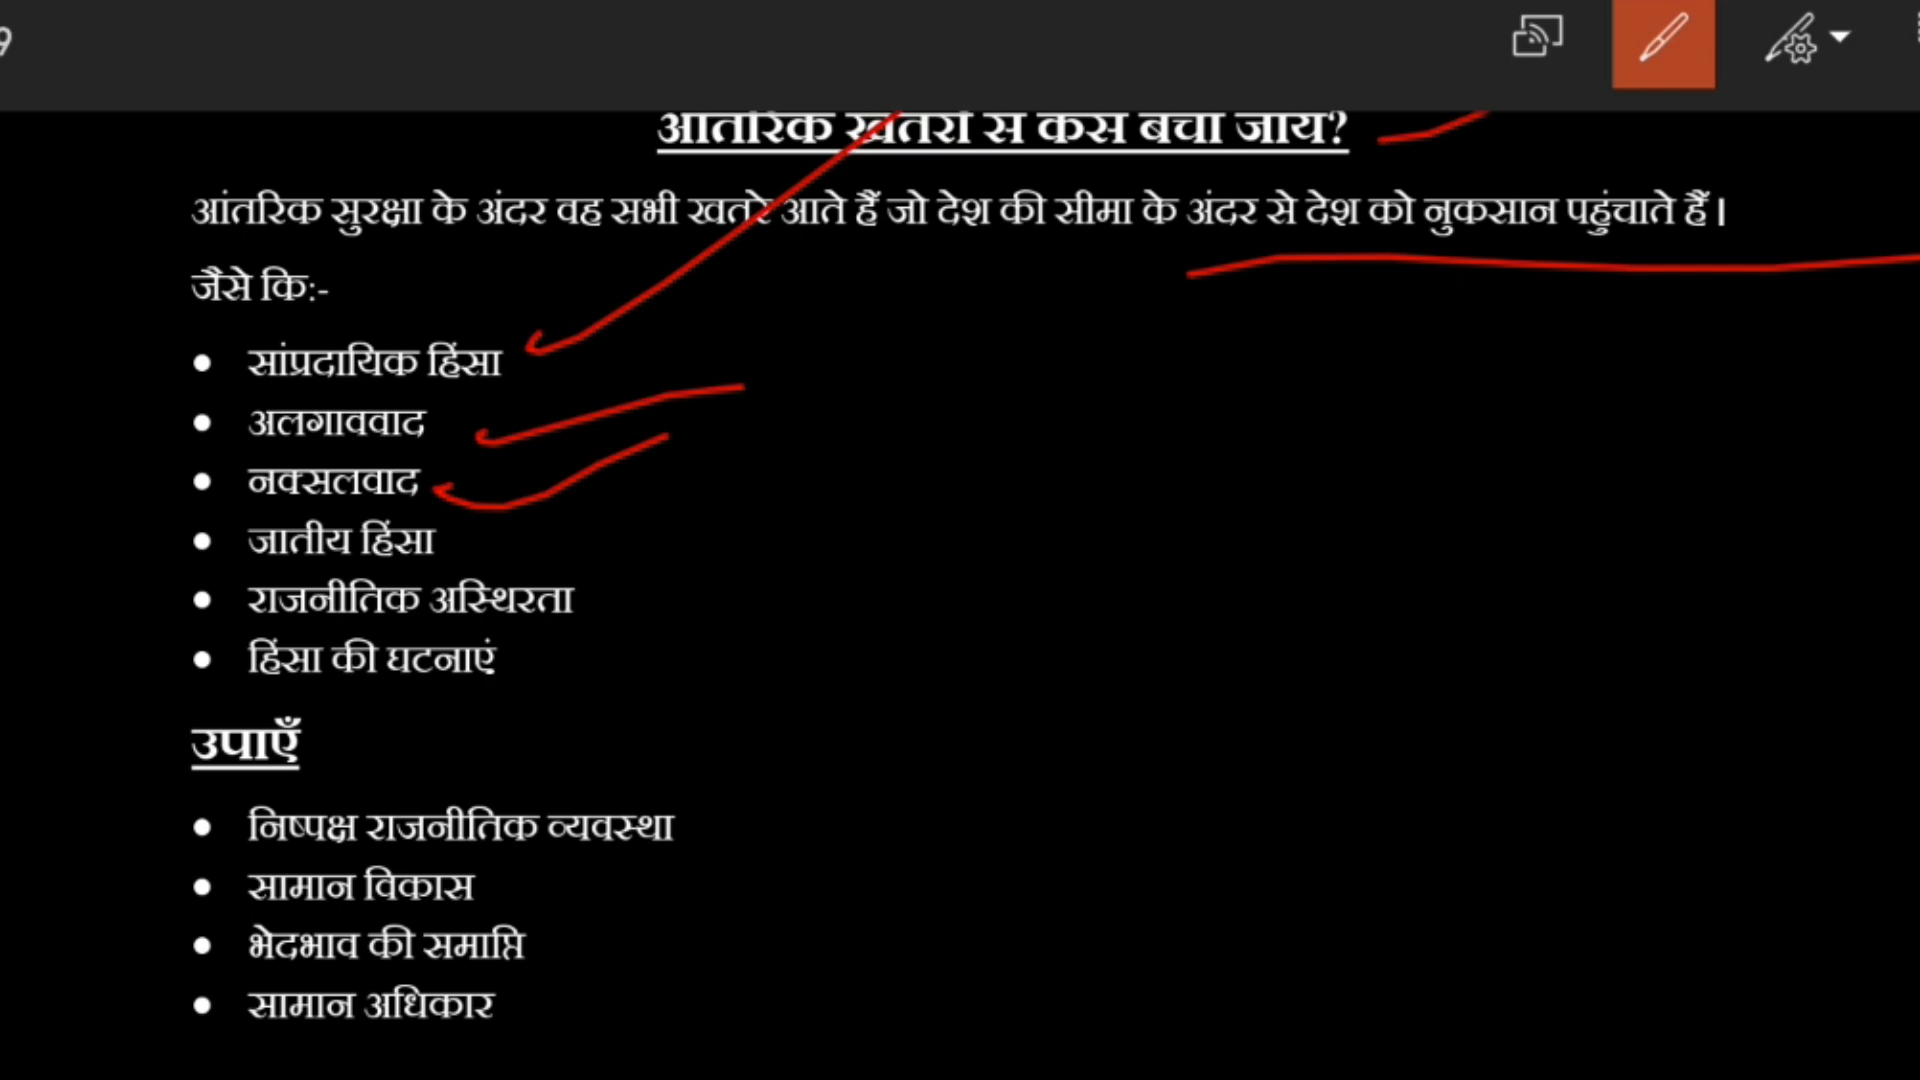 9
आंतरिक खतरों से कैसे बचा जाय?
आंतरिक सुरक्षा के अंदर वह सभी खतरे आते हैं जो देश की सीमा के अंदर से देश को नुकसान पहुंचाते हैं।
जैसे कि:-
सांप्रदायिक हिंसा
अलगाववाद
नक्सलवाद
जातीय हिंसा
राजनीतिक अस्थिरता
हिंसा की घटनाएं
उपाएँ
निष्पक्ष राजनीतिक व्यवस्था
सामान विकास
भेदभाव की समाप्ति
सामान अधिकार